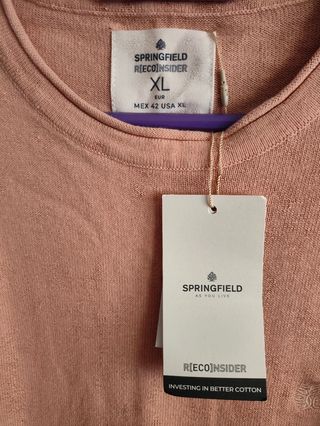 SPRINGFIELD
R[ECO]NSIDER
XL
EUR
MEX 42 USA XL
SPRINGFIELD
AS YOU LIVE
R[ECO]NSIDER
INVESTING IN BETTER COTTON